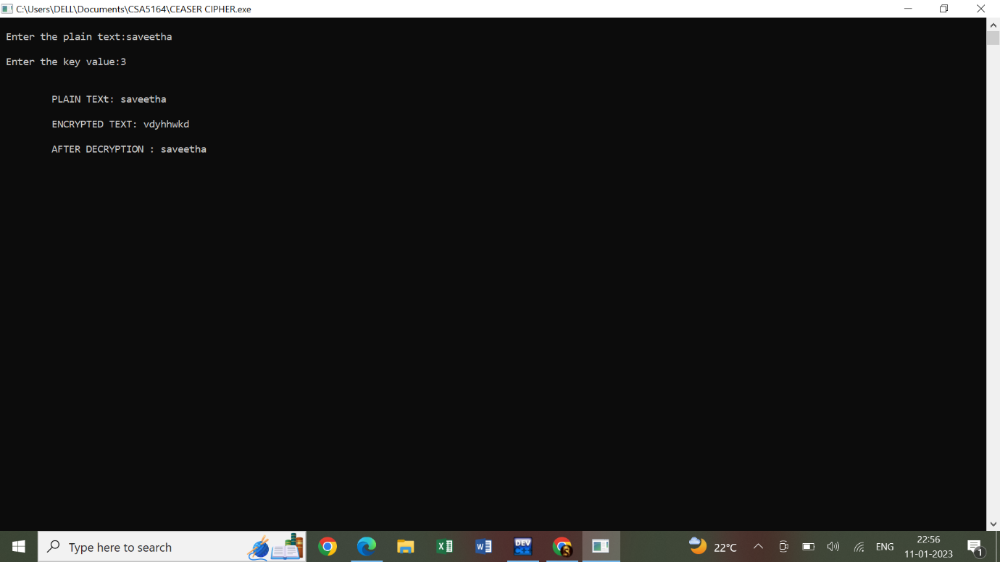 C:\Users\DELL\Documents\CSA5164\CEASER CIPHER.exe
Enter the plain text:saveetha
Enter the key value:3
PLAIN TEXt: saveetha
ENCRYPTED TEXT: vdyhhwkd
AFTER DECRYPTION : saveetha
Type here to search
DEV
C++
3
22°C
ENG
22:56
11-01-2023
1